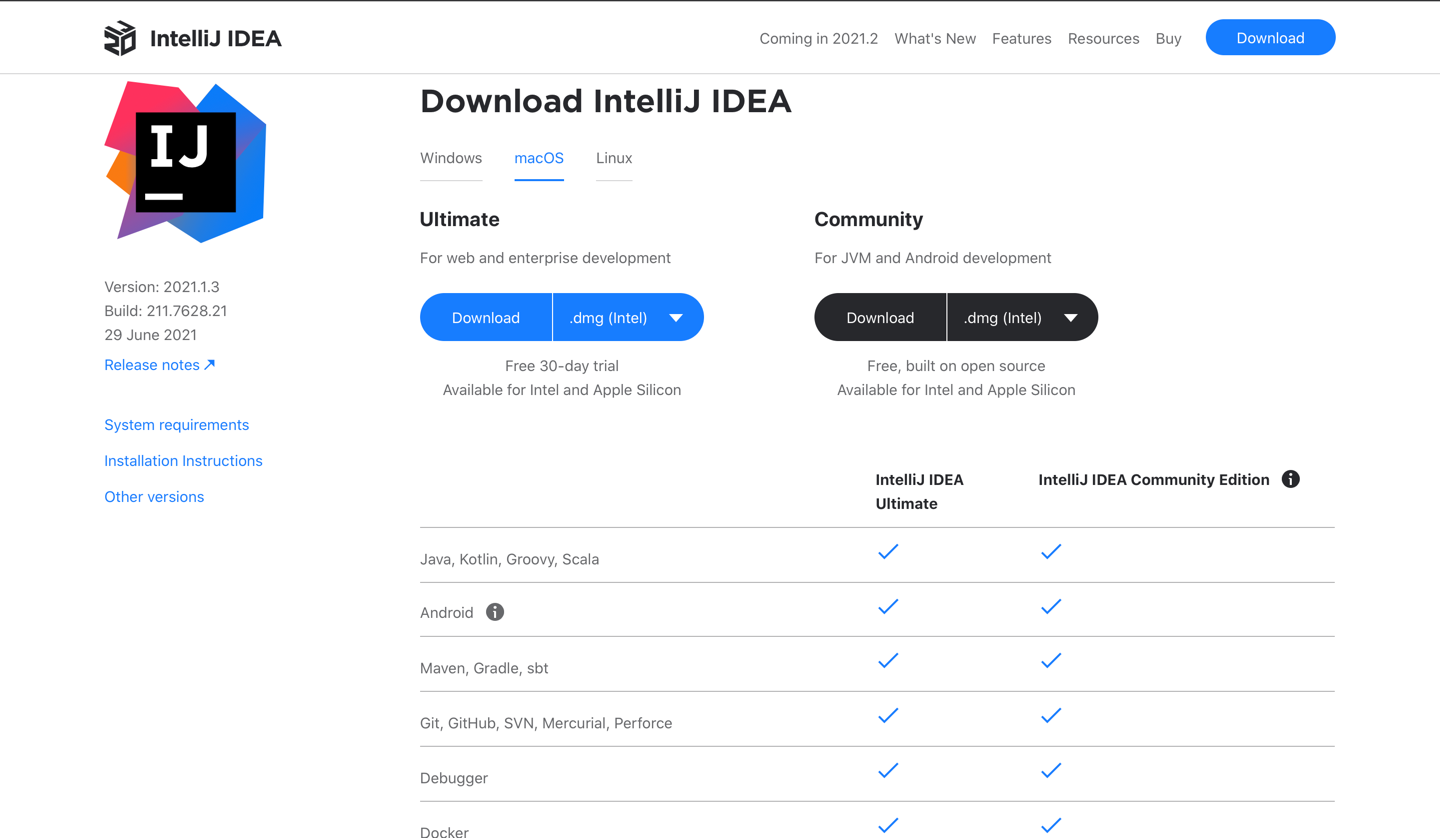 IntelliJ IDEA
Coming in 2021.2 What's New Features Resources Buy Download
IJ
Version: 2021.1.3
Build: 211.7628.21
29 June 2021
Release notes
System requirements
Installation Instructions
Other versions
Download IntelliJ IDEA
Windows macOS Linux
Ultimate
For web and enterprise development
Download .dmg (Intel)
Free 30-day trial
Available for Intel and Apple Silicon
Community
For JVM and Android development
Download .dmg (Intel)
Free, built on open source
Available for Intel and Apple Silicon
IntelliJ IDEA
Ultimate
IntelliJ IDEA Community Edition
Java, Kotlin, Groovy, Scala
Android
Maven, Gradle, sbt
Git, GitHub, SVN, Mercurial, Perforce
Debugger
Docker